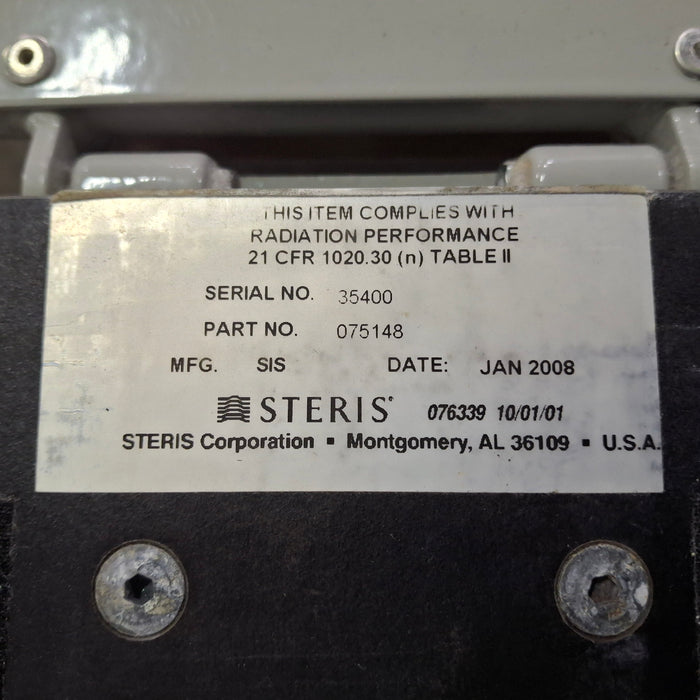 THIS ITEM COMPLIES WITH
RADIATION PERFORMANCE
21 CFR 1020.30 (n) TABLE II
SERIAL NO. 35400
PART NO. 075148
MFG. SIS DATE: JAN 2008
STERIS® 076339 10/01/01
STERIS Corporation ▪ Montgomery, AL 36109 ▪ U.S.A.